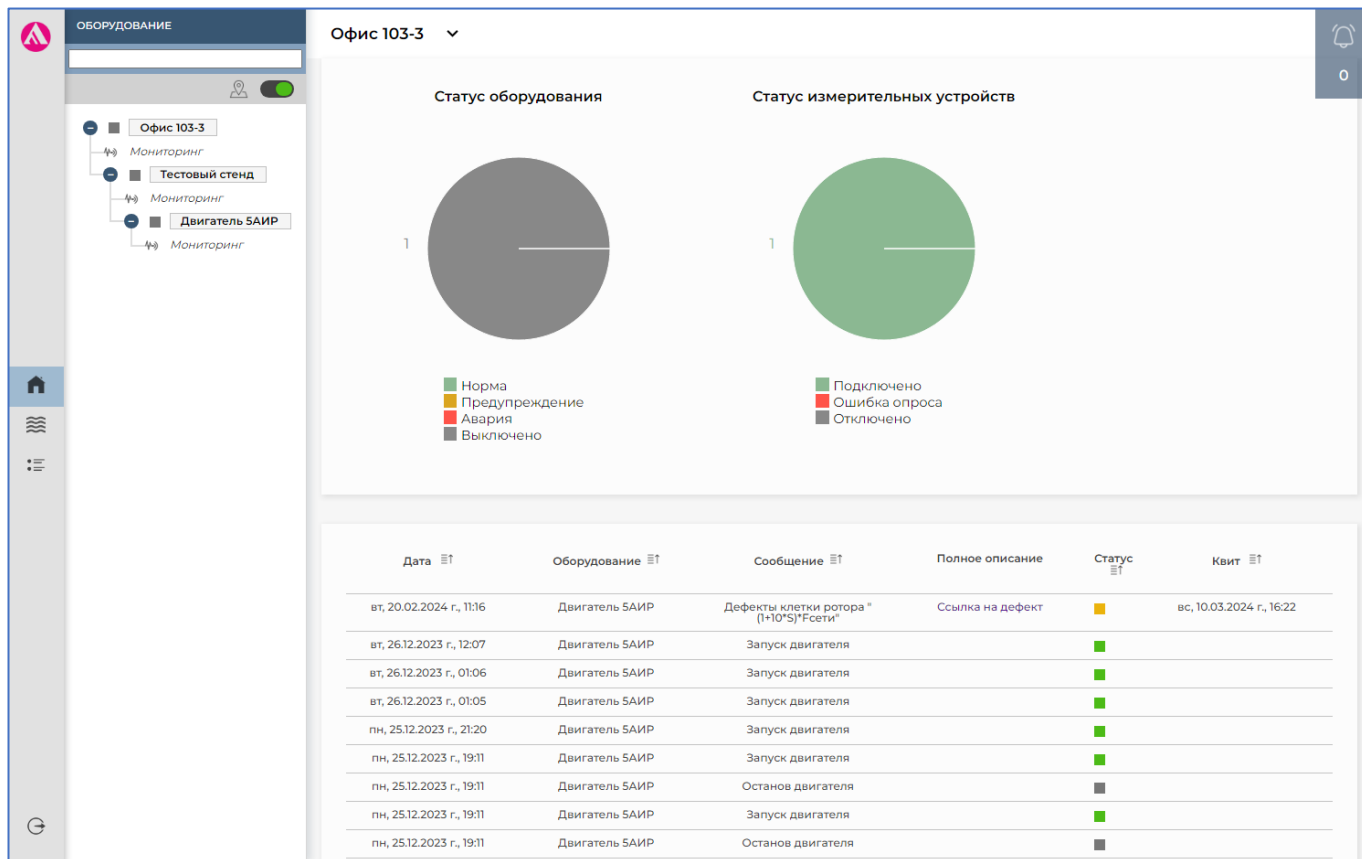 ОБОРУДОВАНИЕ
Офис 103-3
Мониторинг
Тестовый стенд
Мониторинг
Двигатель 5АИР
Мониторинг
Офис 103-3
0
Статус оборудования
1
Норма
Предупреждение
Авария
Выключено
Статус измерительных устройств
1
Подключено
Ошибка опроса
Отключено
Дата Оборудование Сообщение Полное описание Статус Квит
вт, 20.02.2024 г., 11:16 Двигатель 5АИР Дефекты клетки ротора " Ссылка на дефект вс, 10.03.2024 г., 16:22
(1+10*S)*Fсети"
вт, 26.12.2023 г., 12:07 Двигатель 5АИР Запуск двигателя
вт, 26.12.2023 г., 01:06 Двигатель 5АИР Запуск двигателя
вт, 26.12.2023 г., 01:05 Двигатель 5АИР Запуск двигателя
пн, 25.12.2023 г., 21:20 Двигатель 5АИР Запуск двигателя
пн, 25.12.2023 г., 19:11 Двигатель 5АИР Запуск двигателя
пн, 25.12.2023 г., 19:11 Двигатель 5АИР Останов двигателя
пн, 25.12.2023 г., 19:11 Двигатель 5АИР Запуск двигателя
пн, 25.12.2023 г., 19:11 Двигатель 5АИР Останов двигателя